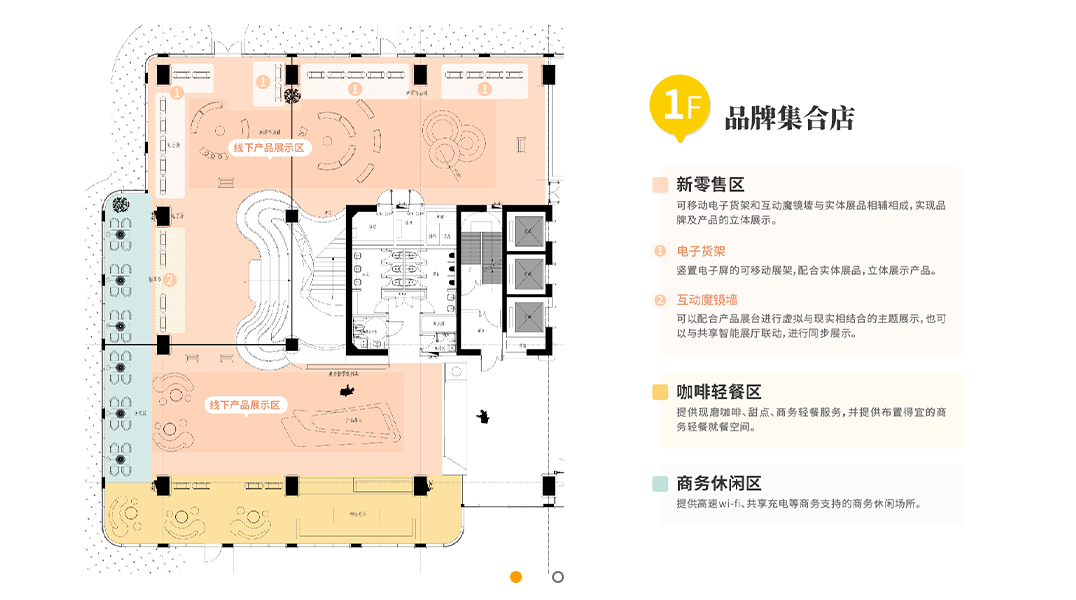 1F
品牌集合店
新零售区
可移动电子货架和互动魔镜墙与实体展品相辅相成，实现品
牌及产品的立体展示。
1 电子货架
竖置电子屏的可移动展架，配合实体展品，立体展示产品。
2 互动魔镜墙
可以配合产品展台进行虚拟与现实相结合的主题展示，也可
以与共享智能展厅联动，进行同步展示。
咖啡轻餐区
提供现磨咖啡、甜点、商务轻餐服务，并提供布置得宜的商
务轻餐就餐空间。
商务休闲区
提供高速wi-fi、共享充电等商务支持的商务休闲场所。
1
1
1
1
线下产品展示区
2
线下产品展示区